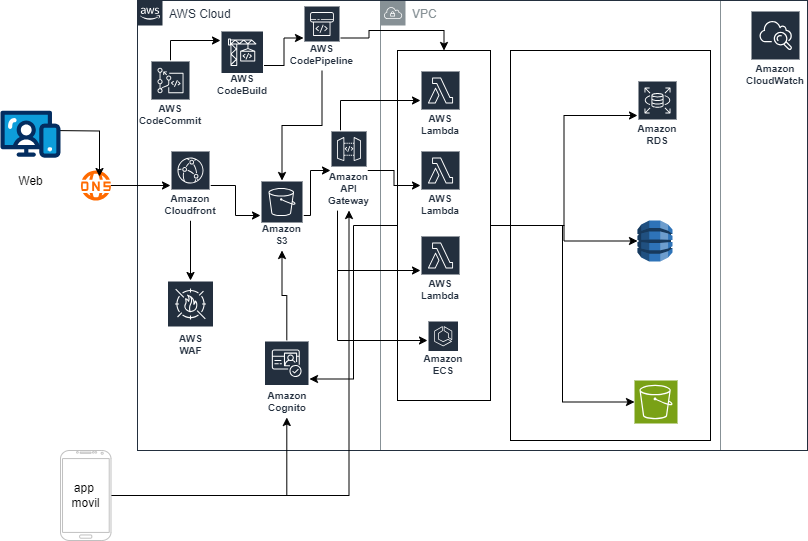 aws
AWS Cloud
VPC
AWS
CodePipeline
AWS
CodeBuild
AWS
CodeCommit
Amazon
CloudWatch
AWS
Lambda
Amazon
RDS
Web
DNS
Amazon
Cloudfront
Amazon
S3
Amazon
API
Gateway
AWS
Lambda
AWS
Lambda
AWS
WAF
Amazon
ECS
Amazon
Cognito
app
movil